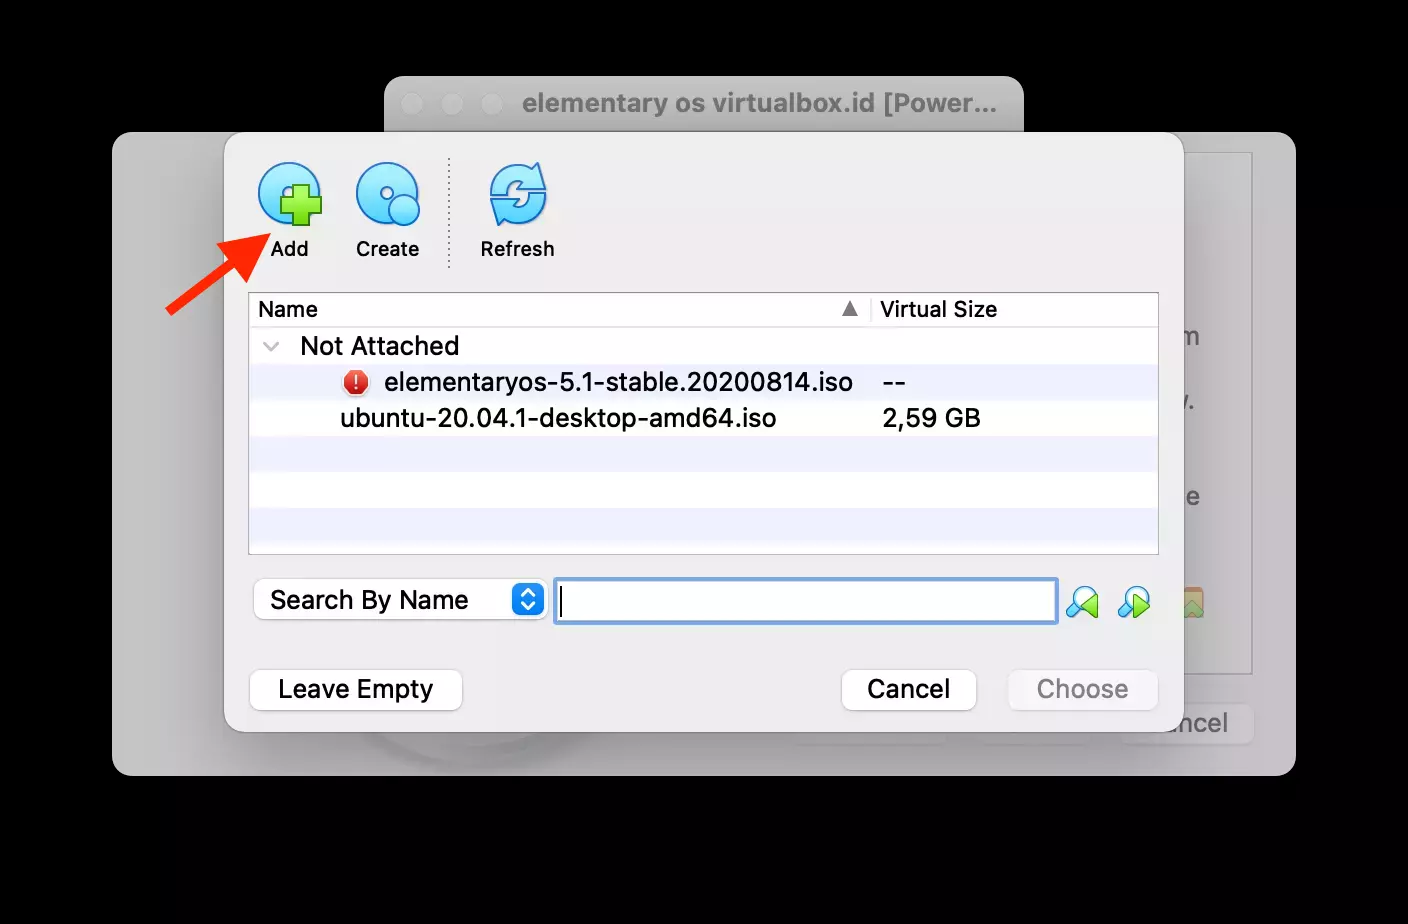 elementary os virtualbox.id [Power...
Add
Create
Refresh
Name
Virtual Size
Not Attached
elementaryos-5.1-stable.20200814.iso
--
ubuntu-20.04.1-desktop-amd64.iso
2,59 GB
Search By Name
Leave Empty
Cancel
Choose